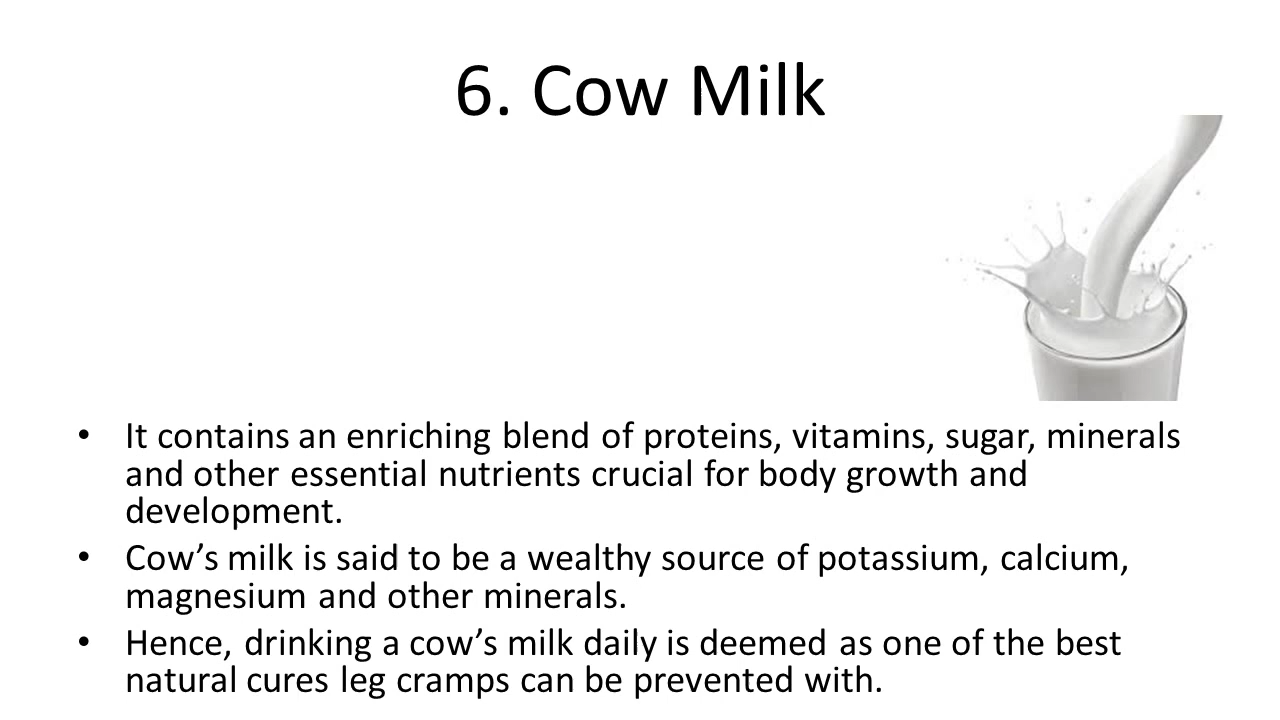 6. Cow Milk
• It contains an enriching blend of proteins, vitamins, sugar, minerals
and other essential nutrients crucial for body growth and
development.
• Cow’s milk is said to be a wealthy source of potassium, calcium,
magnesium and other minerals.
• Hence, drinking a cow’s milk daily is deemed as one of the best
natural cures leg cramps can be prevented with.